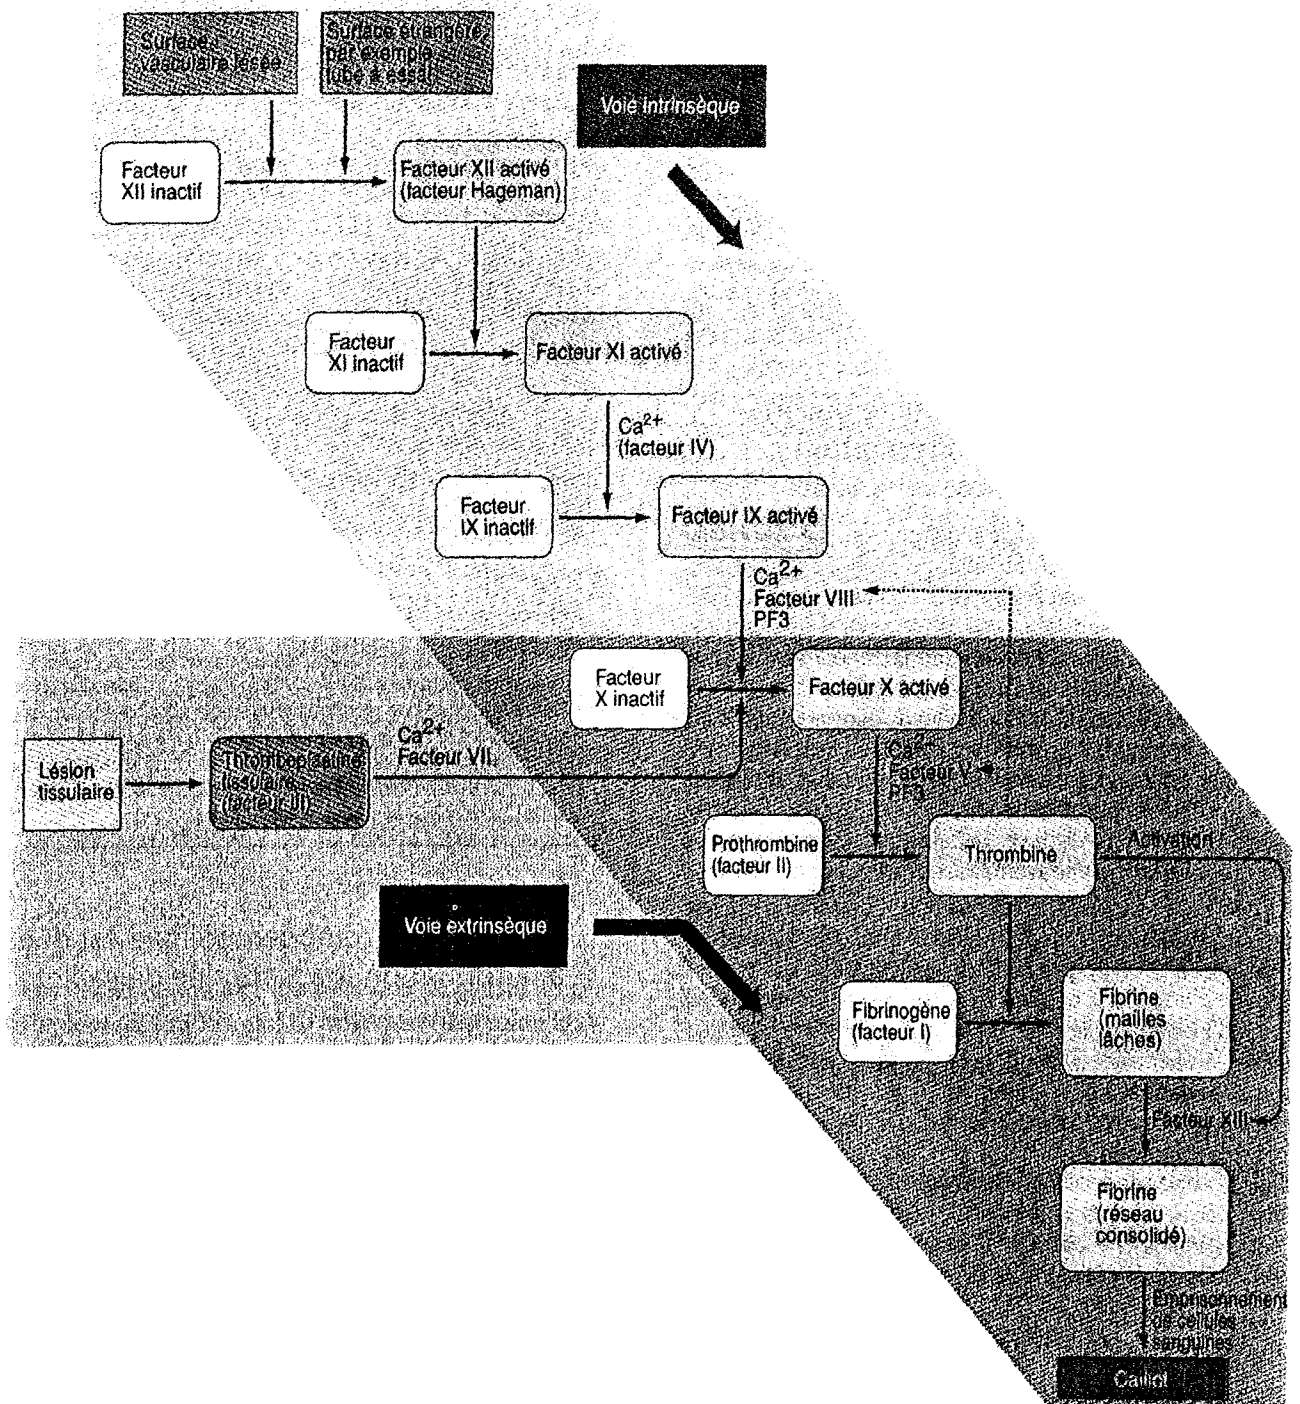 Surface
vasculaire lésée
Surface étrangère,
par exemple
tube à essai
Voie intrinsèque
Facteur
XII inactif
Facteur XII activé
(facteur Hageman)
Facteur
XI inactif
Facteur XI activé
Ca2+
(facteur IV)
Facteur
IX inactif
Facteur IX activé
Ca2+
Facteur VIII
PF3
Facteur
X inactif
Facteur X activé
Lésion
tissulaire
Thromboplastine
tissulaire
(facteur III)
Ca2+
Facteur VII
Ca2+
Facteur V
PF3
Prothrombine
(facteur II)
Thrombine
Activation
Voie extrinsèque
Fibrinogène
(facteur I)
Fibrine
(mailles
lâches)
Facteur XIII
Fibrine
(réseau
consolidé)
Emprisonnement
de cellules
sanguines
Caillot